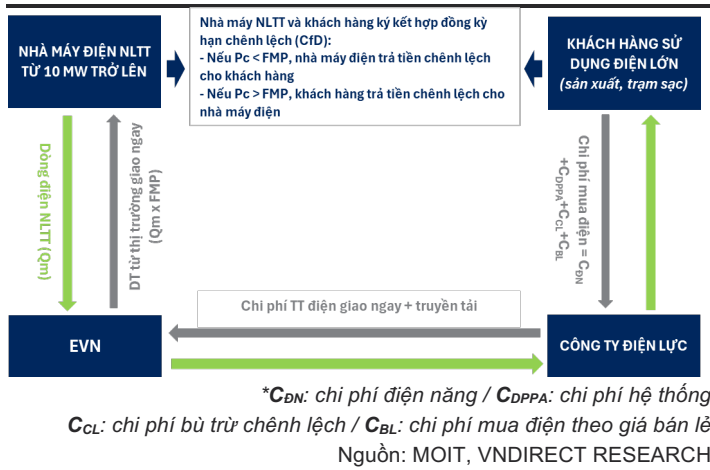 NHÀ MÁY ĐIỆN NLTT
TỪ 10 MW TRỞ LÊN
Nhà máy NLTT và khách hàng ký kết hợp đồng kỳ
hạn chênh lệch (CfD):
- Nếu Pc < FMP, nhà máy điện trả tiền chênh lệch
cho khách hàng
- Nếu Pc > FMP, khách hàng trả tiền chênh lệch cho
nhà máy điện
KHÁCH HÀNG SỬ
DỤNG ĐIỆN LỚN
(sản xuất, trạm sạc)
Dòng điện NLTT (Qm)
DT từ thị trường giao ngay
(Qm x FMP)
Chi phí mua điện = CĐN
+CDPPA+CCL+CBL
Chi phí TT điện giao ngay + truyền tải
EVN
CÔNG TY ĐIỆN LỰC
*CĐN: chi phí điện năng / CDPPA: chi phí hệ thống
CCL: chi phí bù trừ chênh lệch / CBL: chi phí mua điện theo giá bán lẻ
Nguồn: MOIT, VNDIRECT RESEARCH